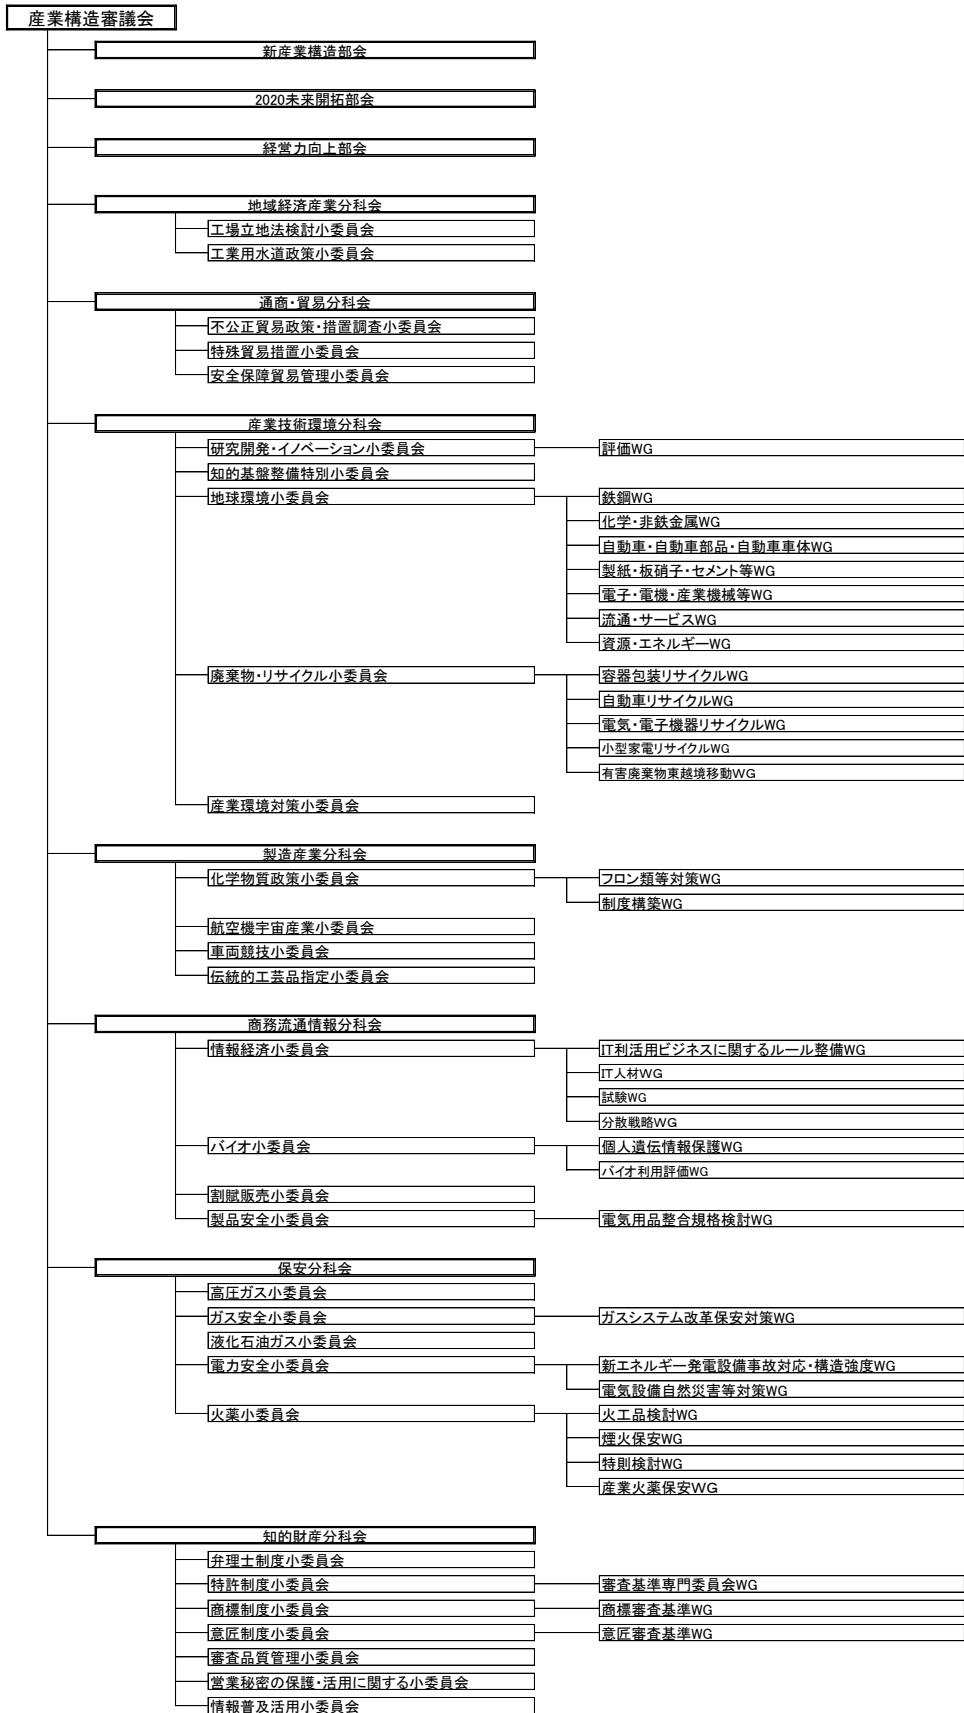 産業構造審議会
新産業構造部会
2020未来開拓部会
経営力向上部会
地域経済産業分科会
工場立地法検討小委員会
工業用水道政策小委員会
通商・貿易分科会
不公正貿易政策・措置調査小委員会
特殊貿易措置小委員会
安全保障貿易管理小委員会
産業技術環境分科会
研究開発・イノベーション小委員会
評価WG
知的基盤整備特別小委員会
地球環境小委員会
鉄鋼WG
化学・非鉄金属WG
自動車・自動車部品・自動車車体WG
製紙・板硝子・セメント等WG
電子・電機・産業機械等WG
流通・サービスWG
資源・エネルギーWG
廃棄物・リサイクル小委員会
容器包装リサイクルWG
自動車リサイクルWG
電気・電子機器リサイクルWG
小型家電リサイクルWG
有害廃棄物東越境移動WG
産業環境対策小委員会
製造産業分科会
化学物質政策小委員会
フロン類等対策WG
制度構築WG
航空機宇宙産業小委員会
車両競技小委員会
伝統的工芸品指定小委員会
商務流通情報分科会
情報経済小委員会
IT利活用ビジネスに関するルール整備WG
IT人材WG
試験WG
分散戦略WG
バイオ小委員会
個人遺伝情報保護WG
バイオ利用評価WG
割賦販売小委員会
製品安全小委員会
電気用品整合規格検討WG
保安分科会
高圧ガス小委員会
ガス安全小委員会
ガスシステム改革保安対策WG
液化石油ガス小委員会
電力安全小委員会
新エネルギー発電設備事故対応・構造強度WG
電気設備自然災害等対策WG
火薬小委員会
火工品検討WG
煙火保安WG
特則検討WG
産業火薬保安WG
知的財産分科会
弁理士制度小委員会
特許制度小委員会
審査基準専門委員会WG
商標制度小委員会
商標審査基準WG
意匠制度小委員会
意匠審査基準WG
審査品質管理小委員会
営業秘密の保護・活用に関する小委員会
情報普及活用小委員会